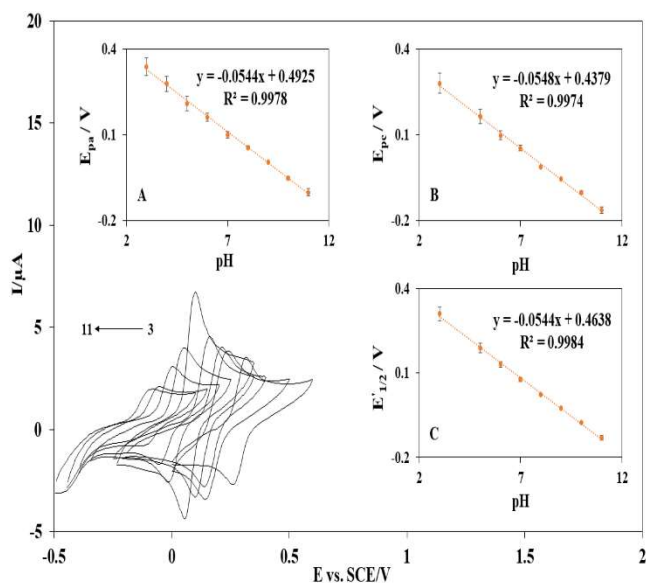 20
15
10
5
0
-5
I/µA
-0.5
0
0.5
1
1.5
2
E vs. SCE/V
11
3
0.4
0.1
-0.2
E_pa / V
y = -0.0544x + 0.4925
R² = 0.9978
A
2
7
12
pH
0.4
0.1
-0.2
E_pc / V
y = -0.0548x + 0.4379
R² = 0.9974
B
2
7
12
pH
0.4
0.1
-0.2
E'_1/2 / V
y = -0.0544x + 0.4638
R² = 0.9984
C
2
7
12
pH